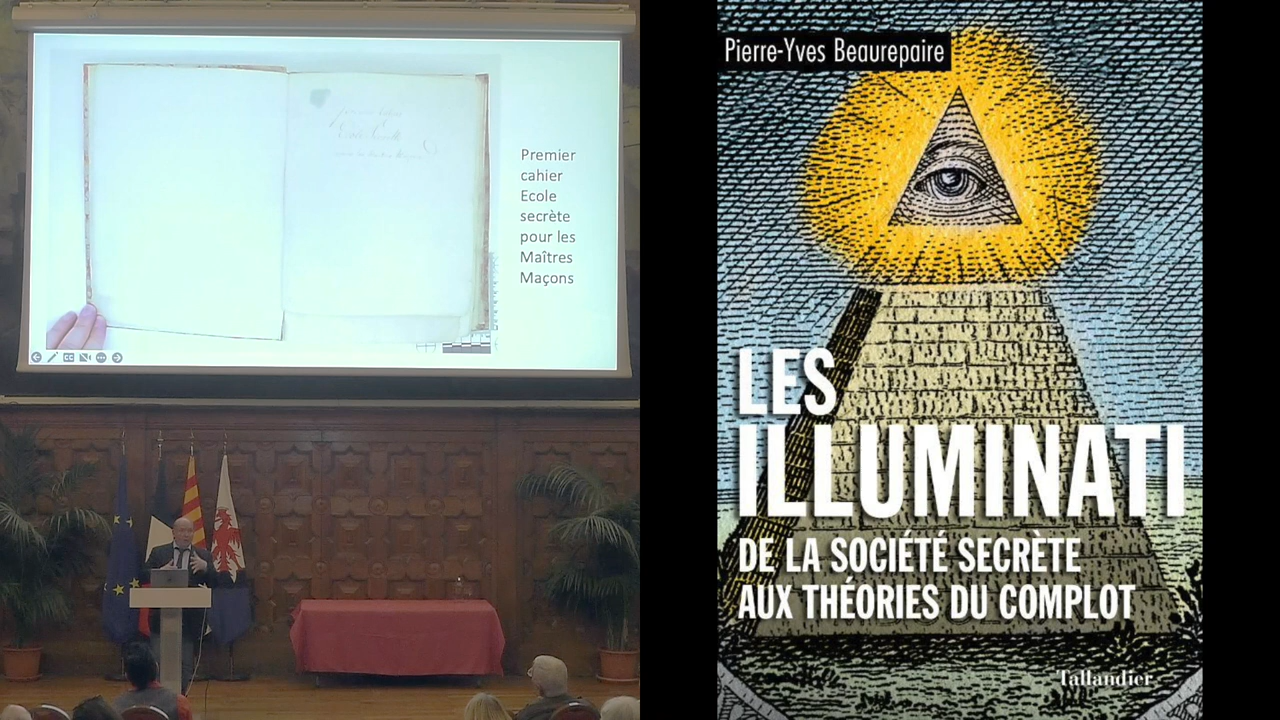 Premier
cahier
Ecole
secrète
pour les
Maîtres
Maçons
CC
Pierre-Yves Beaurepaire
LES
ILLUMINATI
DE LA SOCIÉTÉ SECRÈTE
AUX THÉORIES DU COMPLOT
Tallandier